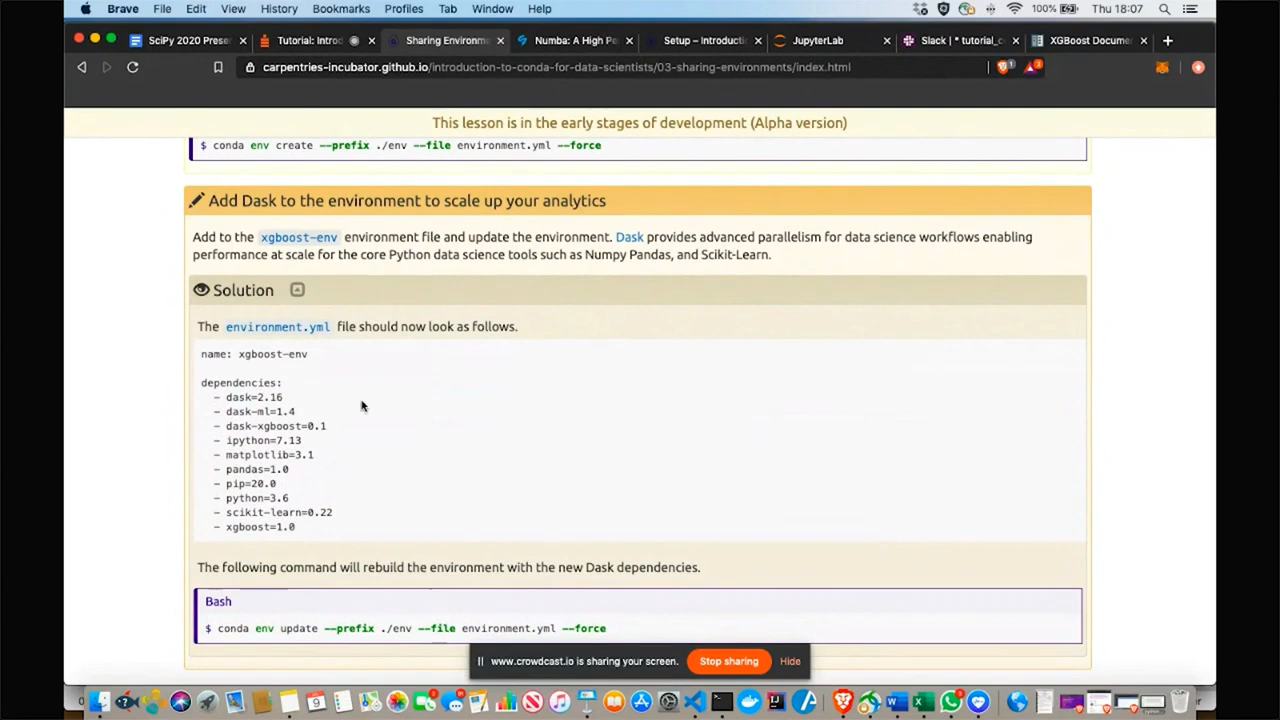 Brave File Edit View History Bookmarks Profiles Tab Window Help 100% Thu 18:07
SciPy 2020 Prese Tutorial: Intro Sharing Environme Numba: A High P Setup – Introducti JupyterLab Slack | * tutorial_c XGBoost Docume
carpentries-incubator.github.io/introduction-to-conda-for-data-scientists/03-sharing-environments/index.html
This lesson is in the early stages of development (Alpha version)
$ conda env create --prefix ./env --file environment.yml --force
Add Dask to the environment to scale up your analytics
Add to the xgboost-env environment file and update the environment. Dask provides advanced parallelism for data science workflows enabling
performance at scale for the core Python data science tools such as Numpy Pandas, and Scikit-Learn.
Solution
The environment.yml file should now look as follows.
name: xgboost-env
dependencies:
- dask=2.16
- dask-ml=1.4
- dask-xgboost=0.1
- ipython=7.13
- matplotlib=3.1
- pandas=1.0
- pip=20.0
- python=3.6
- scikit-learn=0.22
- xgboost=1.0
The following command will rebuild the environment with the new Dask dependencies.
Bash
$ conda env update --prefix ./env --file environment.yml --force
www.crowdcast.io is sharing your screen. Stop sharing Hide